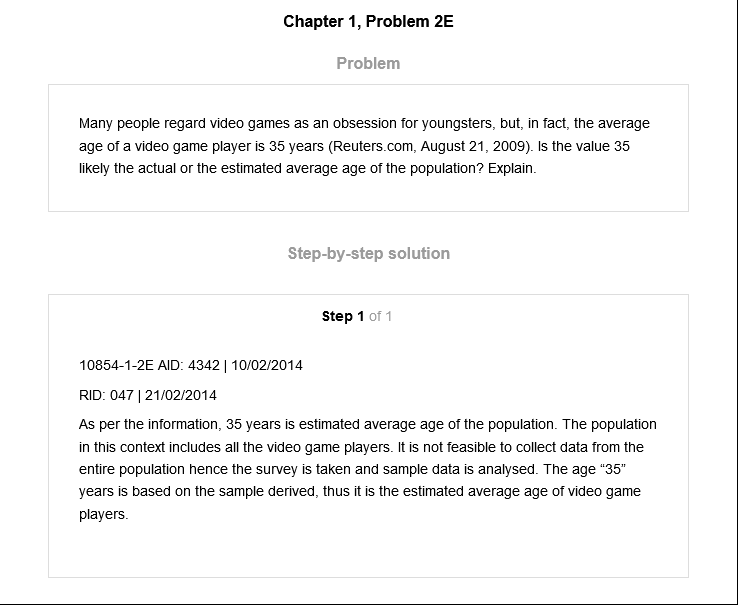 Chapter 1, Problem 2E
Problem
Many people regard video games as an obsession for youngsters, but, in fact, the average
age of a video game player is 35 years (Reuters.com, August 21, 2009). Is the value 35
likely the actual or the estimated average age of the population? Explain.
Step-by-step solution
Step 1 of 1
10854-1-2E AID: 4342 | 10/02/2014
RID: 047 | 21/02/2014
As per the information, 35 years is estimated average age of the population. The population
in this context includes all the video game players. It is not feasible to collect data from the
entire population hence the survey is taken and sample data is analysed. The age “35”
years is based on the sample derived, thus it is the estimated average age of video game
players.